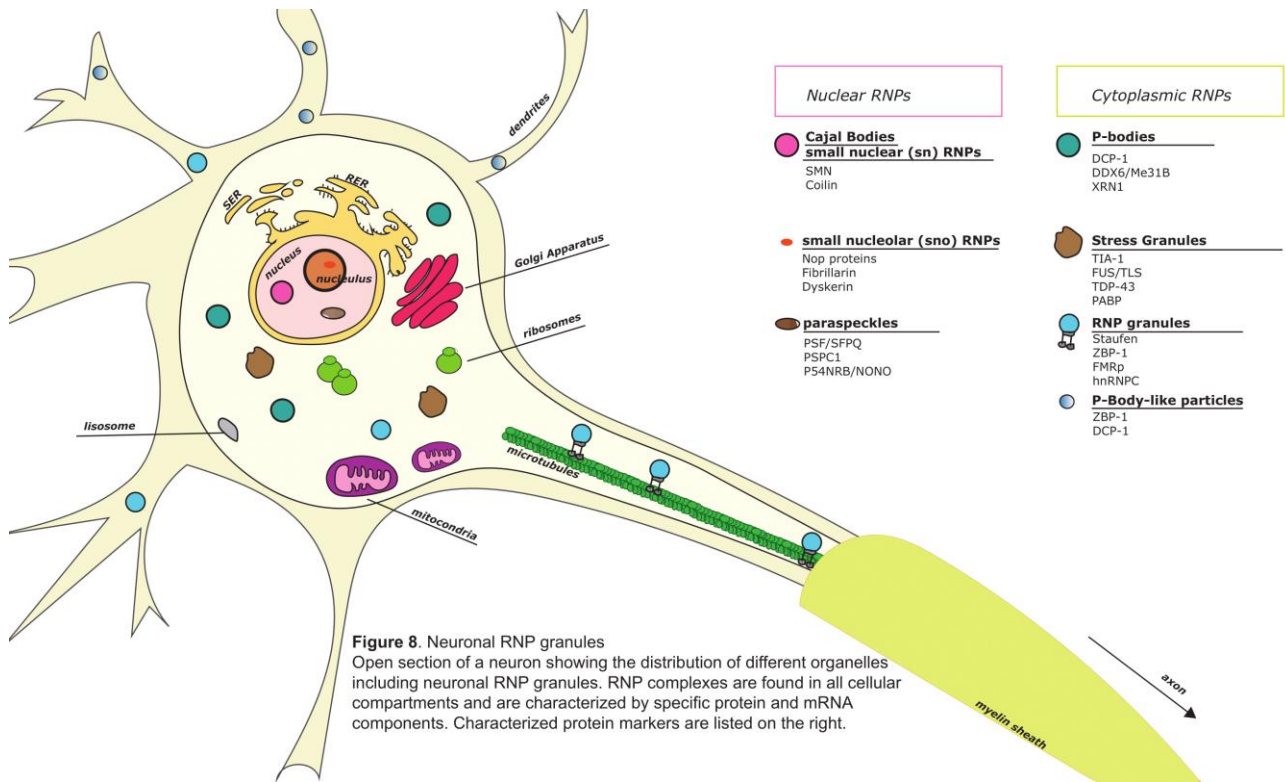 dendrites
SER
RER
nucleus
nucululus
Golgi Apparatus
ribosomes
lisosome
mitocondria
microtubules
myelin sheath
axon
Nuclear RNPs
Cajal Bodies
small nuclear (sn) RNPs
SMN
Coilin
small nucleolar (sno) RNPs
Nop proteins
Fibrillarin
Dyskerin
paraspeckles
PSF/SFPQ
PSPC1
P54NRB/NONO
Cytoplasmic RNPs
P-bodies
DCP-1
DDX6/Me31B
XRN1
Stress Granules
TIA-1
FUS/TLS
TDP-43
PABP
RNP granules
Staufen
ZBP-1
FMRp
hnRNPC
P-Body-like particles
ZBP-1
DCP-1
Figure 8. Neuronal RNP granules
Open section of a neuron showing the distribution of different organelles
including neuronal RNP granules. RNP complexes are found in all cellular
compartments and are characterized by specific protein and mRNA
components. Characterized protein markers are listed on the right.